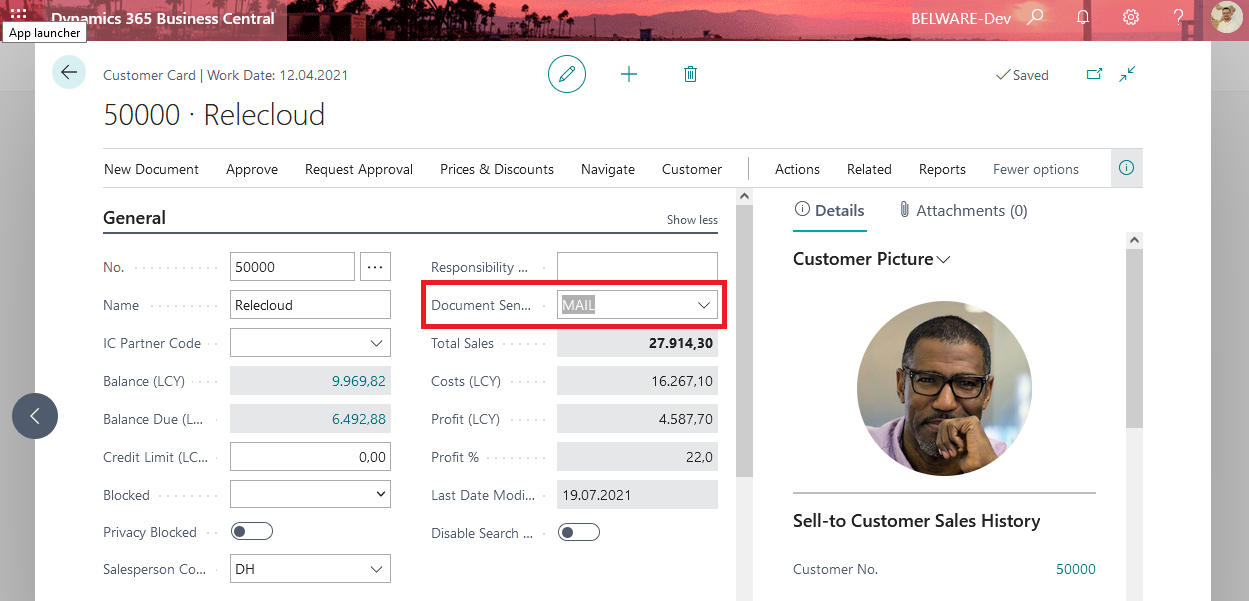 Dynamics 365 Business Central
BELWARE-Dev
?
App launcher
Customer Card | Work Date: 12.04.2021
Saved
50000 · Relecloud
New Document Approve Request Approval Prices & Discounts Navigate Customer Actions Related Reports Fewer options
General
Show less
No.
50000
...
Name
Relecloud
IC Partner Code
Balance (LCY)
9.969,82
Balance Due (L...
6.492,88
Credit Limit (LC...
0,00
Blocked
Privacy Blocked
Salesperson Co...
DH
Responsibility ...
Document Sen...
MAIL
Total Sales
27.914,30
Costs (LCY)
16.267,10
Profit (LCY)
4.587,70
Profit %
22,0
Last Date Modi...
19.07.2021
Disable Search ...
Details
Attachments (0)
Customer Picture
Sell-to Customer Sales History
Customer No.
50000